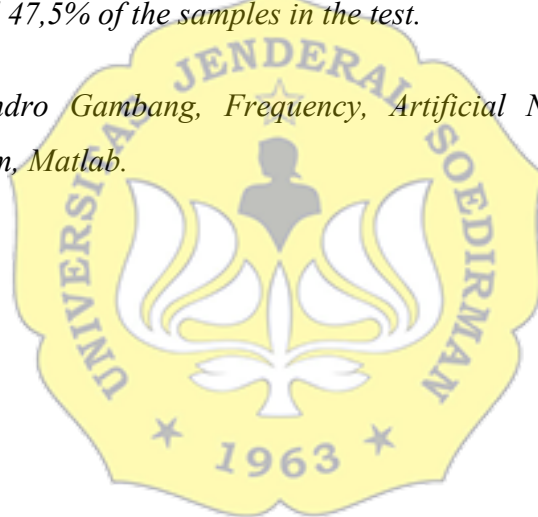 47,5% of the samples in the test.
ndro Gambang, Frequency, Artificial N
n, Matlab.
UNIVERSITAS JENDERAL SOEDIRMAN
★ 1963 ★